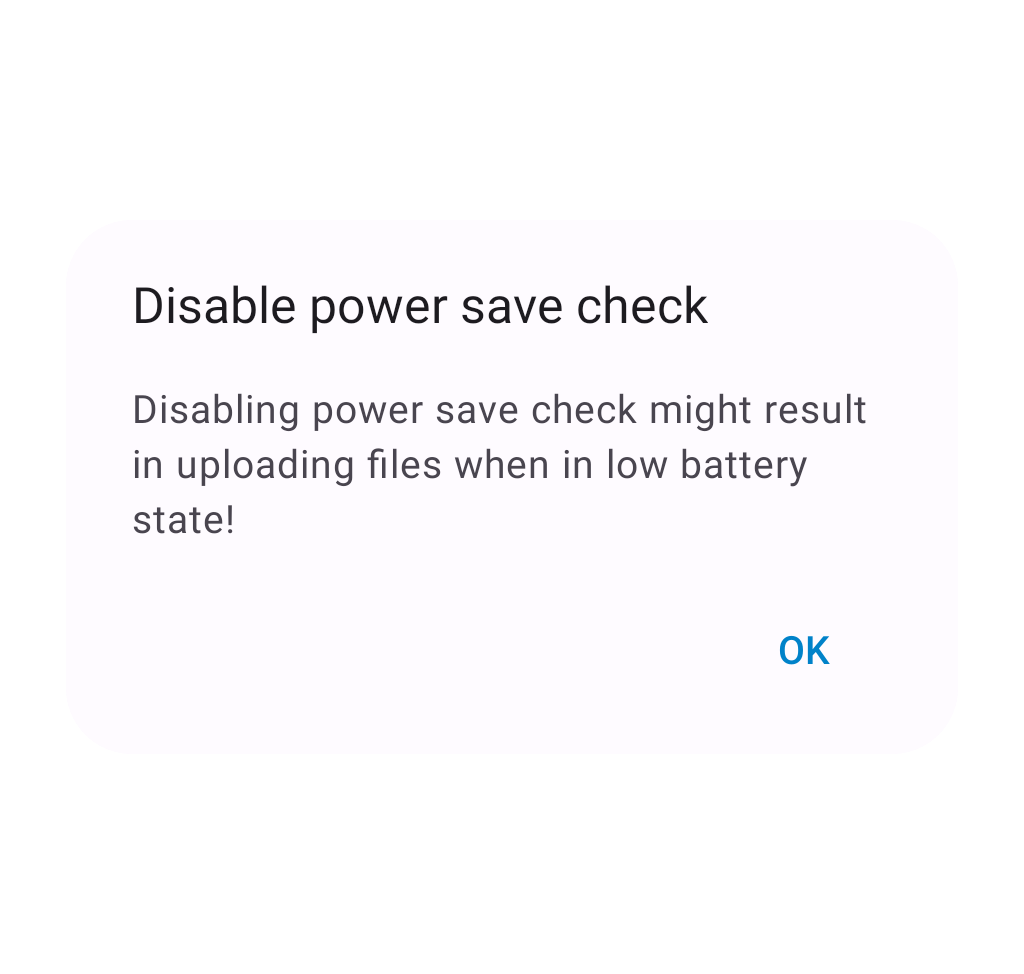 Disable power save check
Disabling power save check might result
in uploading files when in low battery
state!
OK